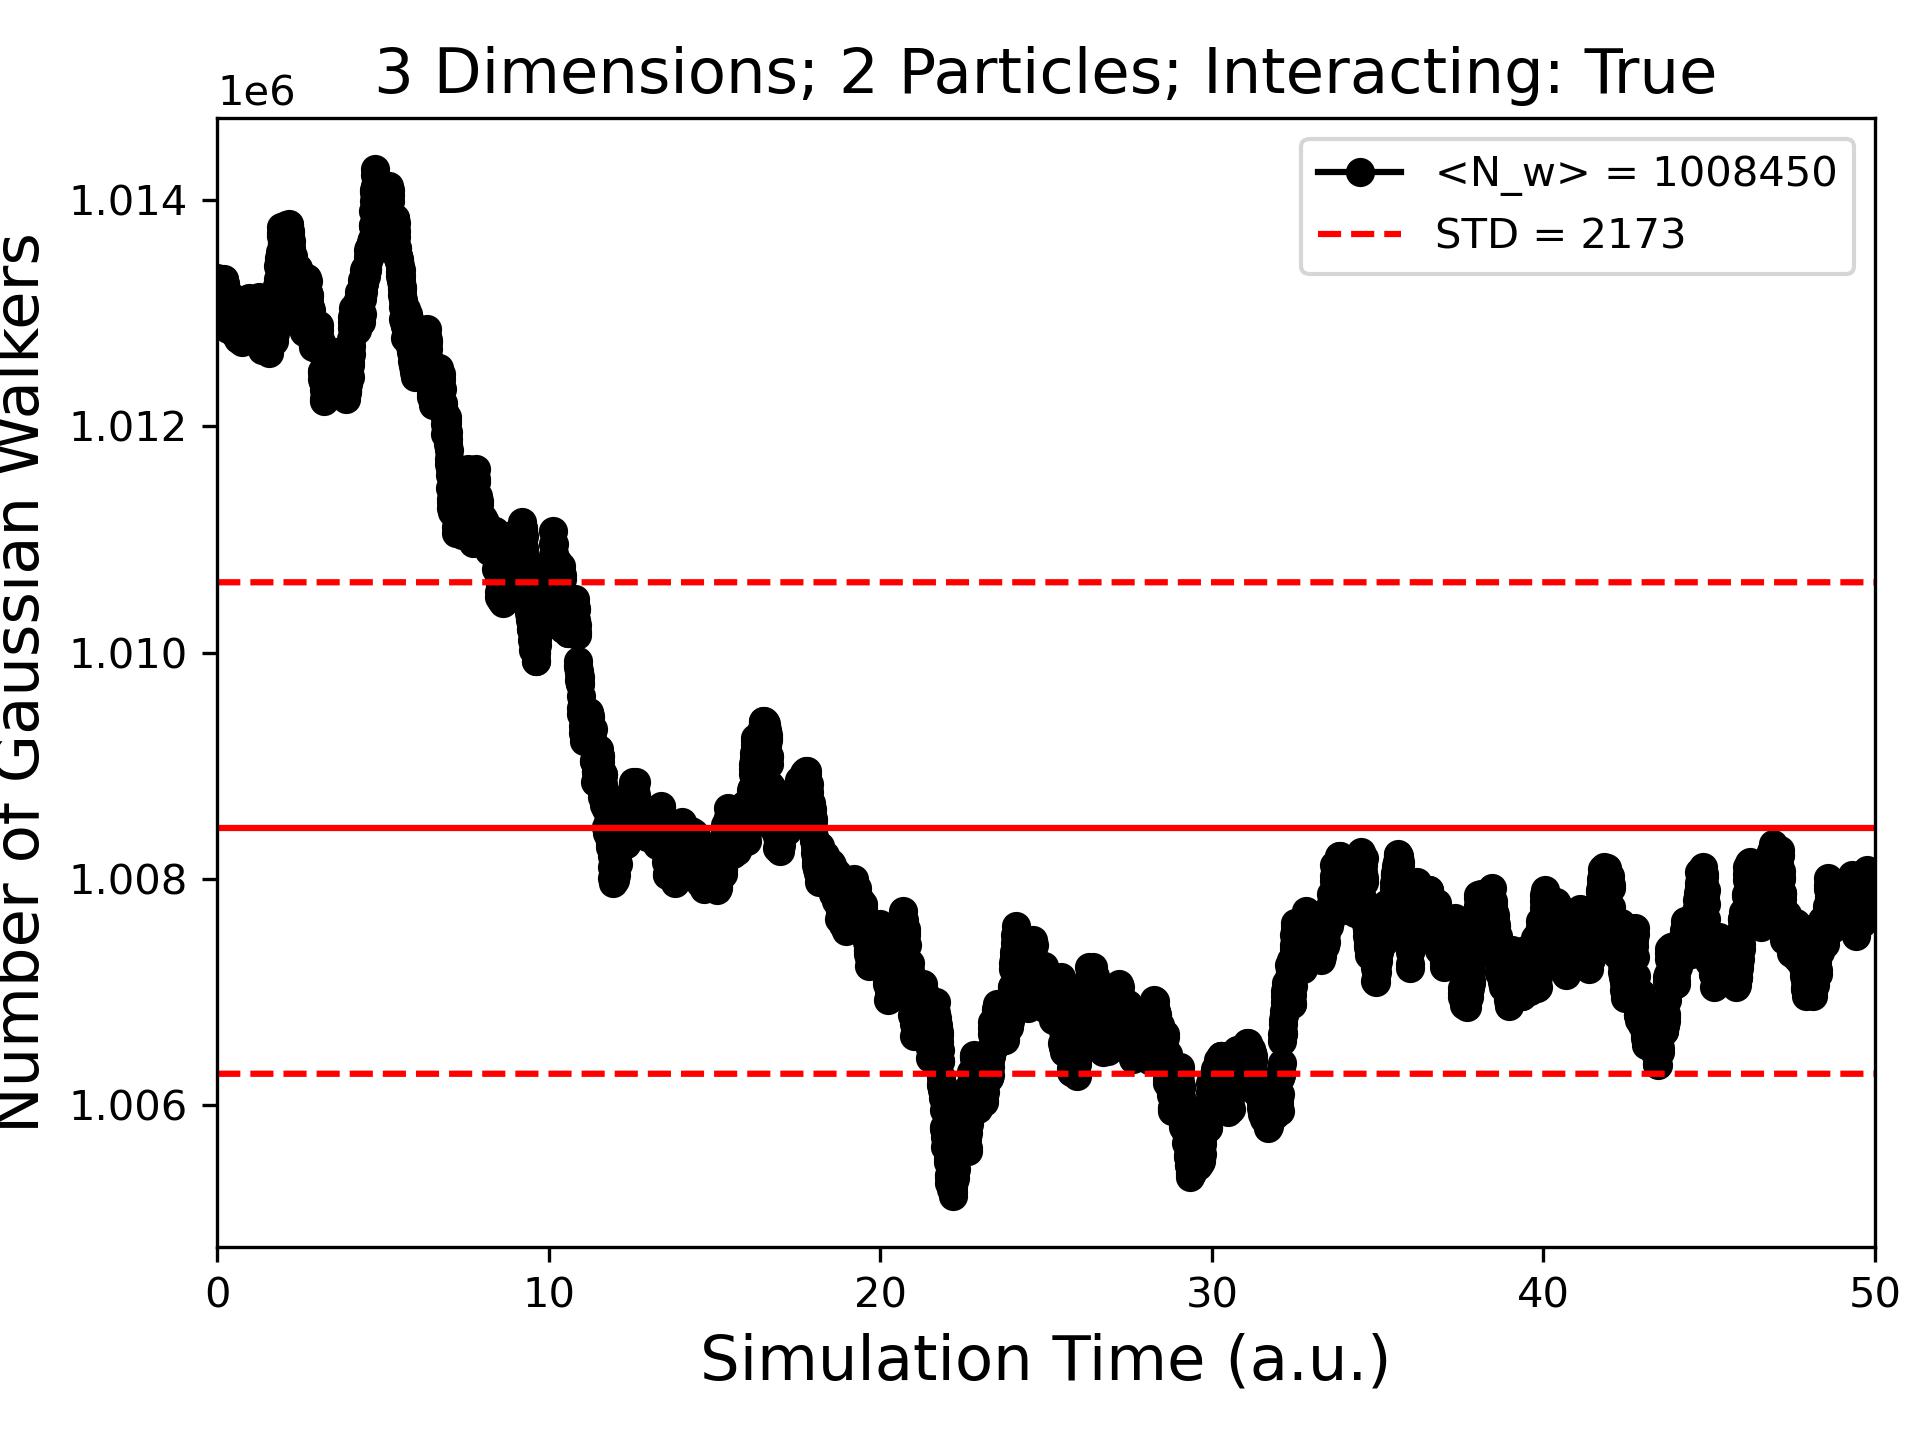 3 Dimensions; 2 Particles; Interacting: True
1e6
<N_w> = 1008450
STD = 2173
1.014
1.012
1.010
1.008
1.006
Number of Gaussian Walkers
0 10 20 30 40 50
Simulation Time (a.u.)